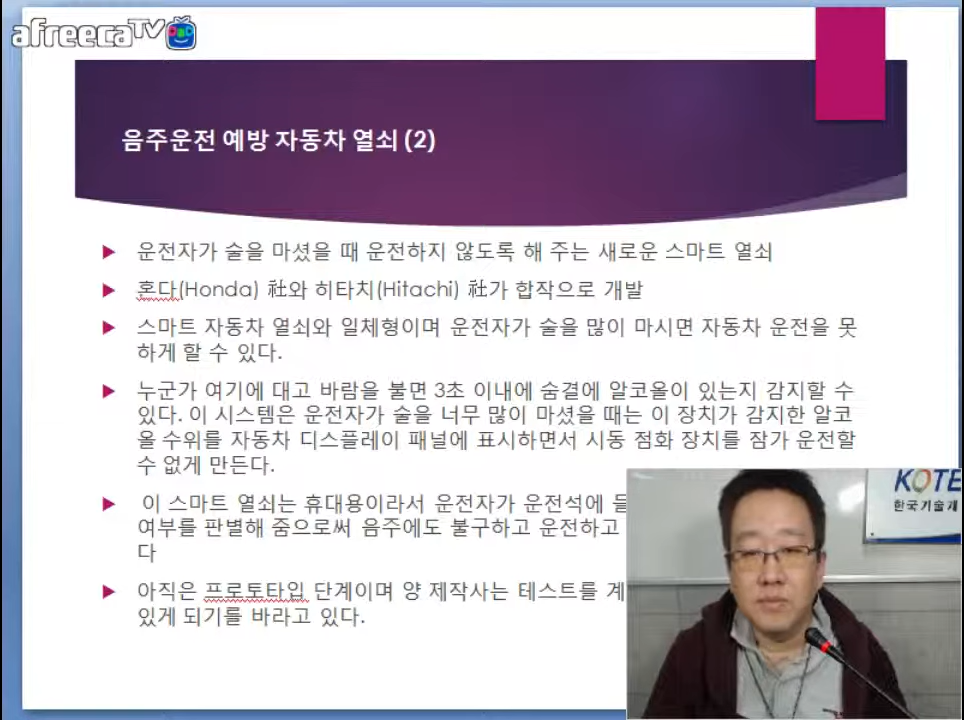 afreecaTV
음주운전 예방 자동차 열쇠 (2)
운전자가 술을 마셨을 때 운전하지 않도록 해 주는 새로운 스마트 열쇠
혼다(Honda) 社와 히타치(Hitachi) 社가 합작으로 개발
스마트 자동차 열쇠와 일체형이며 운전자가 술을 많이 마시면 자동차 운전을 못
하게 할 수 있다.
누군가 여기에 대고 바람을 불면 3초 이내에 숨결에 알코올이 있는지 감지할 수
있다. 이 시스템은 운전자가 술을 너무 많이 마셨을 때는 이 장치가 감지한 알코
올 수위를 자동차 디스플레이 패널에 표시하면서 시동 점화 장치를 잠가 운전할
수 없게 만든다.
이 스마트 열쇠는 휴대용이라서 운전자가 운전석에
여부를 판별해 줌으로써 음주에도 불구하고 운전하고
다
아직은 프로토타입 단계이며 양 제작사는 테스트를 계
있게 되기를 바라고 있다.
KOTE
한국기술개